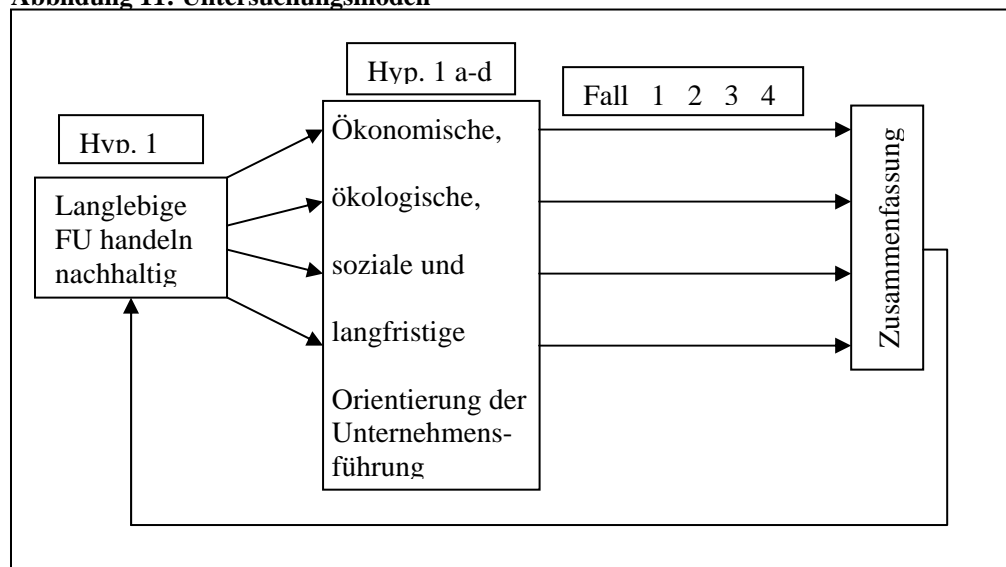 Abbildung 11: Untersuchungsmodell
Hyp. 1
Langlebige
FU handeln
nachhaltig
Hyp. 1 a-d
Ökonomische,
ökologische,
soziale und
langfristige
Orientierung der
Unternehmens-
führung
Fall 1 2 3 4
Zusammenfassung